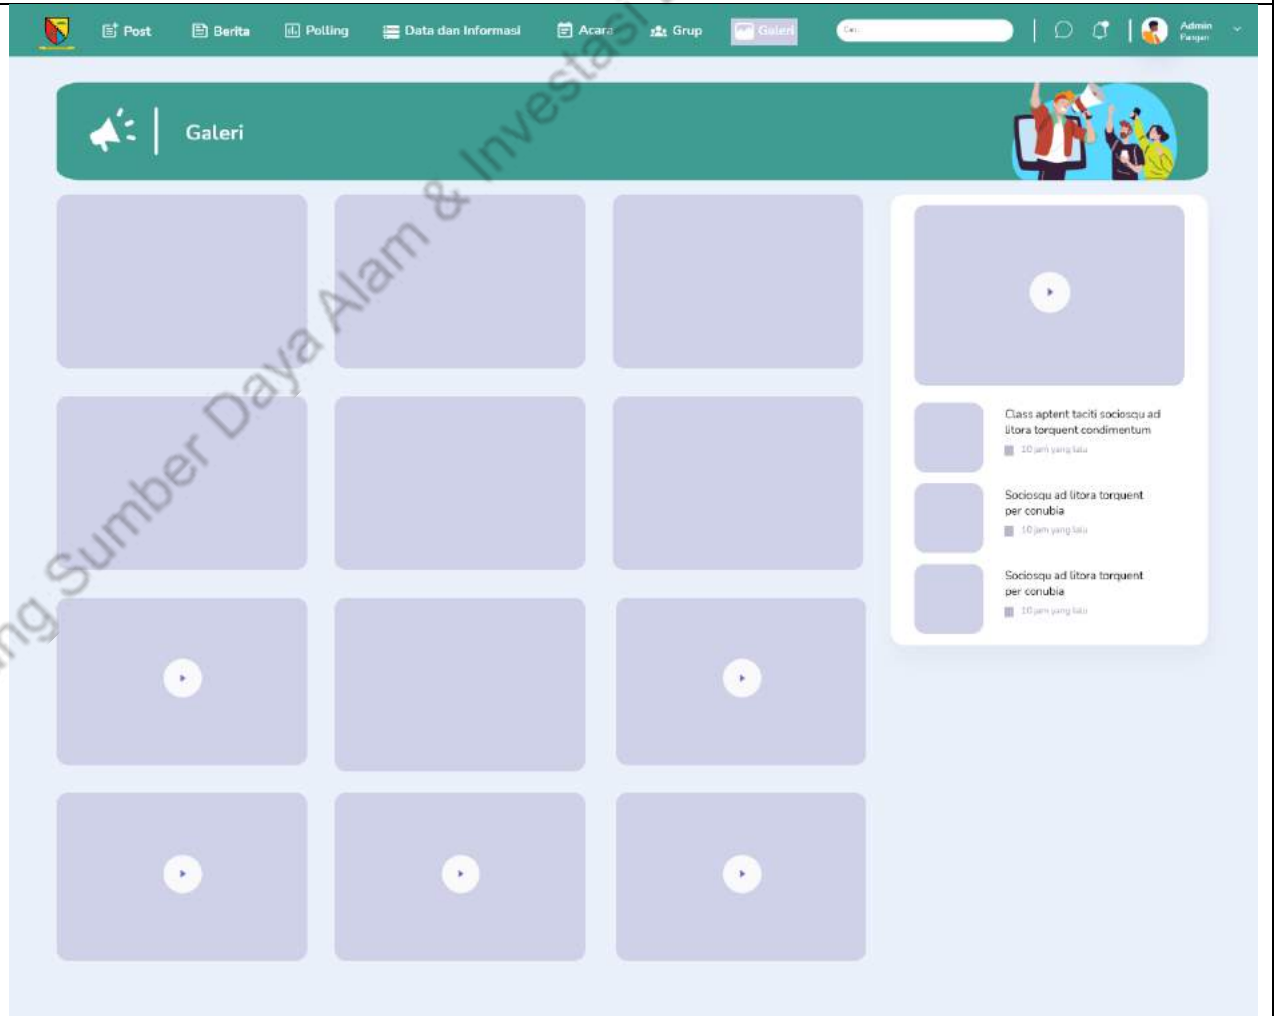 Post
Berita
Polling
Data dan Informasi
Acara
Grup
Galeri
Admin
Pangan
Galeri
Class aptent taciti sociosqu ad
litora torquent condimentum
10 jam yang lalu
Sociosqu ad litora torquent
per conubia
10 jam yang lalu
Sociosqu ad litora torquent
per conubia
10 jam yang lalu
Sumber Daya Alam & Investasi